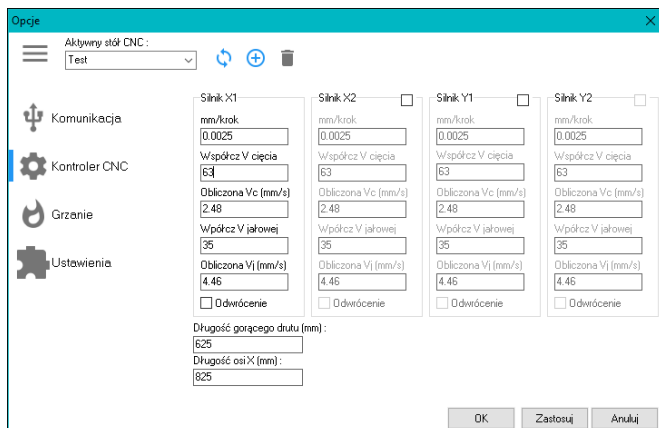 Opcje
Aktywny stół CNC :
Test
Komunikacja
Kontroler CNC
Grzanie
Ustawienia
Silnik X1
mm/krok
0.0025
Współcz V cięcia
63
Obliczona Vc (mm/s)
2.48
Wpółrcz V jałowej
35
Obliczona Vj (mm/s)
4.46
Odwrócenie
Silnik X2
mm/krok
0.0025
Współcz V cięcia
63
Obliczona Vc (mm/s)
2.48
Wpółrcz V jałowej
35
Obliczona Vj (mm/s)
4.46
Odwrócenie
Silnik Y1
mm/krok
0.0025
Współcz V cięcia
63
Obliczona Vc (mm/s)
2.48
Wpółrcz V jałowej
35
Obliczona Vj (mm/s)
4.46
Odwrócenie
Silnik Y2
mm/krok
0.0025
Współcz V cięcia
63
Obliczona Vc (mm/s)
2.48
Wpółrcz V jałowej
35
Obliczona Vj (mm/s)
4.46
Odwrócenie
Długość gorącego drutu (mm) :
625
Długość osi X (mm) :
825
OK
Zastosuj
Anuluj